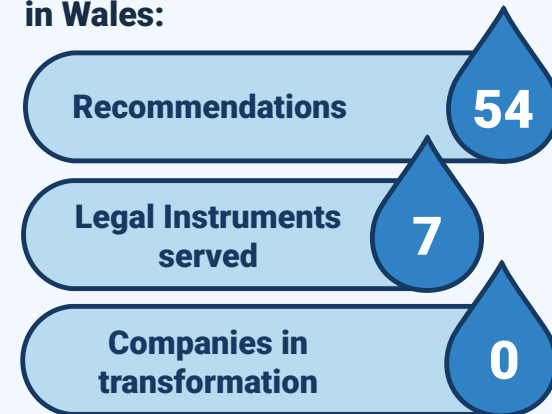 in Wales:
Recommendations
54
Legal Instruments
served
7
Companies in
transformation
0